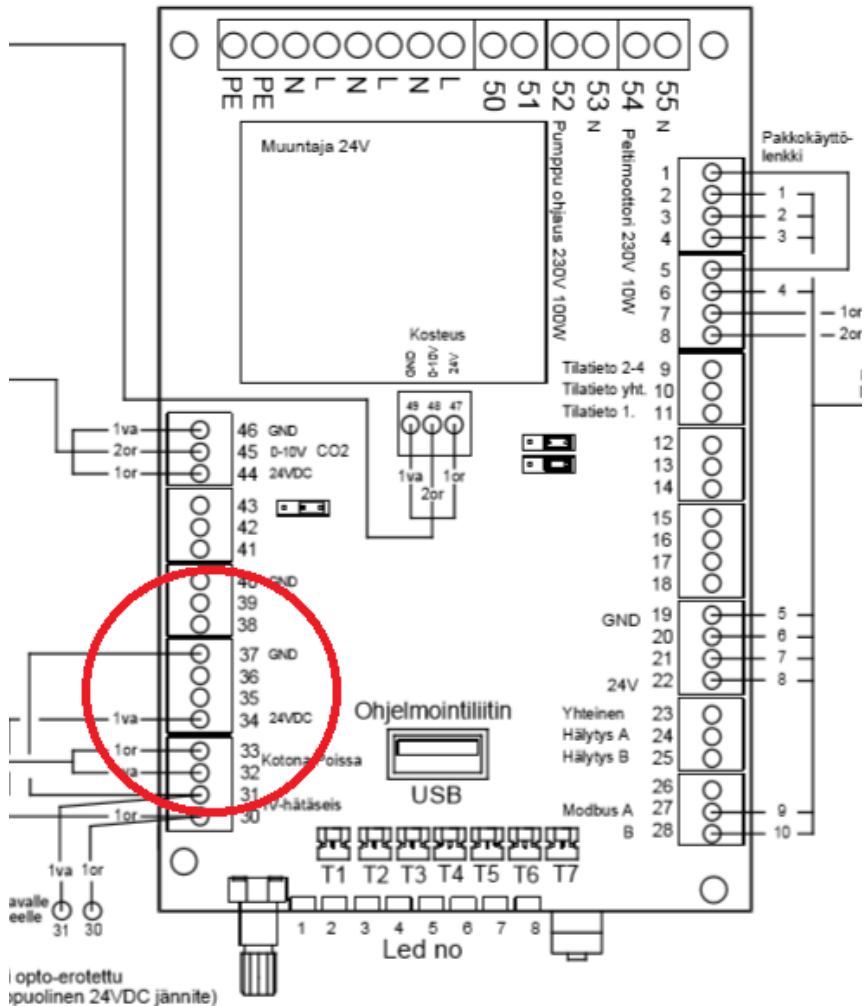 PE PE N L N L N L 50 51 52 53 N 54 55 N
Muuntaja 24V
Pumppu ohjaus 230V 100W
Peltimoottori 230V 10W
Pakkokäyttö-
lenkki
1
2 1
3 2
4 3
5
6 4
7 1or
8 2or
Kosteus
GND 0-10V 24V
49 48 47
1va 2or 1or
Tilatieto 2-4 9
Tilatieto yht. 10
Tilatieto 1. 11
12
13
14
15
16
17
18
GND 19 5
20 6
21 7
24V 22 8
Yhteinen 23
Hälytys A 24
Hälytys B 25
26
Modbus A 27 9
B 28 10
1va 46 GND
2or 45 0-10V CO2
1or 44 24VDC
43
42
41
40 GND
39
38
37 GND
36
35
1va 34 24VDC
1or 33
Kotona Poissa
32
31
IV-hätäseis
1or 30
1va 1or
31 30
Ohjelmointiliitin
USB
T1 T2 T3 T4 T5 T6 T7
1 2 3 4 5 6 7 8
Led no
i opto-erotettu
24VDC jännite)